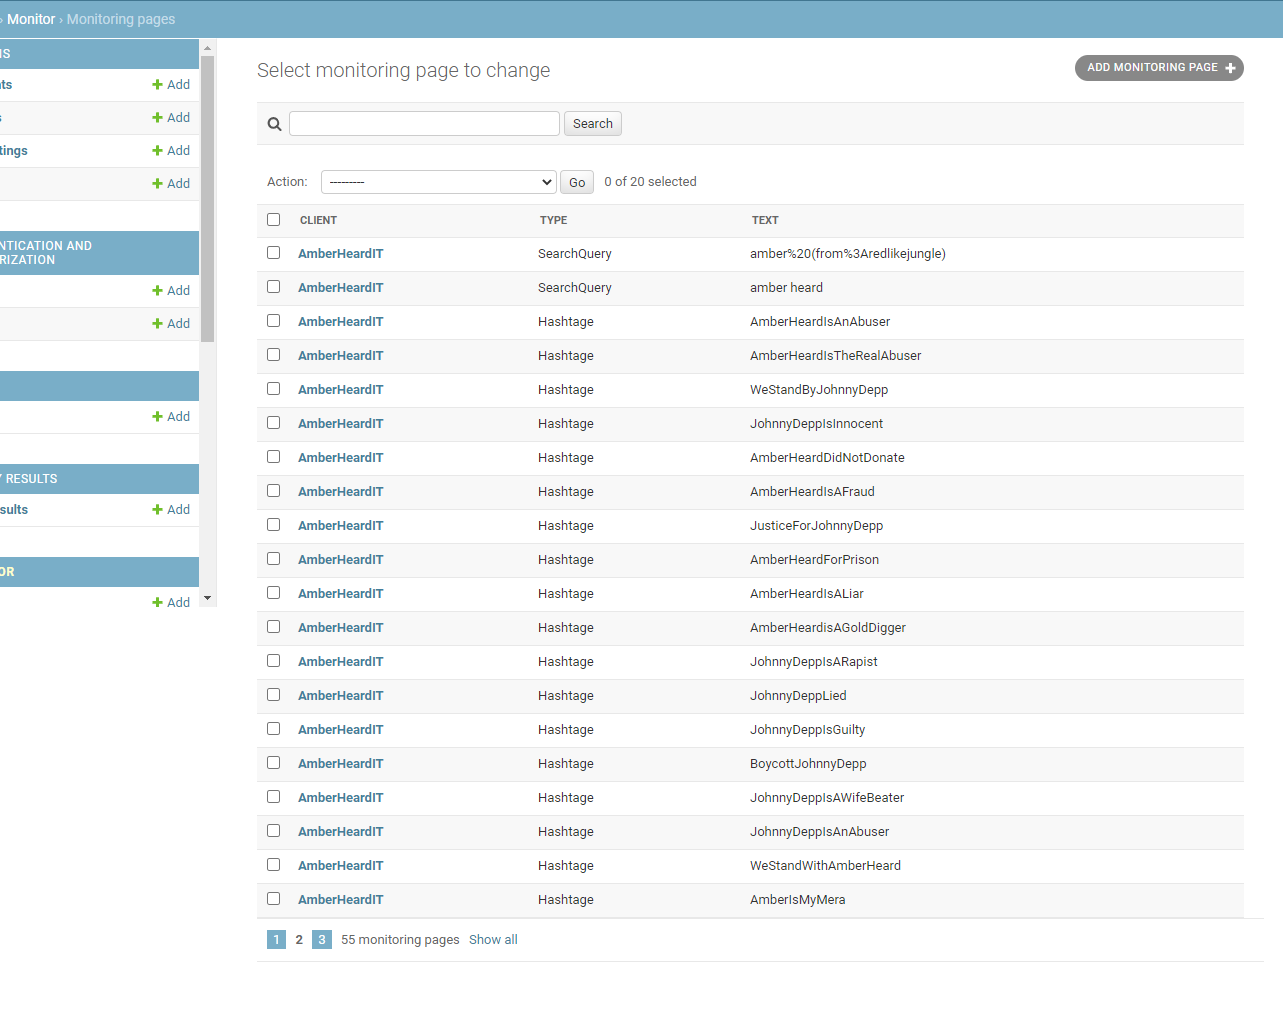 › Monitor › Monitoring pages
IS
Select monitoring page to change
ADD MONITORING PAGE
ts
Add
Search
s
Add
tings
Add
Add
Action:
---------
Go
0 of 20 selected
CLIENT TYPE TEXT
NTICATION AND
RIZATION
AmberHeardIT SearchQuery amber%20(from%3Aredlikejungle)
Add
AmberHeardIT SearchQuery amber heard
Add
AmberHeardIT Hashtage AmberHeardIsAnAbuser
AmberHeardIT Hashtage AmberHeardIsTheRealAbuser
AmberHeardIT Hashtage WeStandByJohnnyDepp
Add
AmberHeardIT Hashtage JohnnyDeppIsInnocent
AmberHeardIT Hashtage AmberHeardDidNotDonate
Y RESULTS
AmberHeardIT Hashtage AmberHeardIsAFraud
sults
Add
AmberHeardIT Hashtage JusticeForJohnnyDepp
AmberHeardIT Hashtage AmberHeardForPrison
OR
AmberHeardIT Hashtage AmberHeardIsALiar
Add
AmberHeardIT Hashtage AmberHeardisAGoldDigger
AmberHeardIT Hashtage JohnnyDeppIsARapist
AmberHeardIT Hashtage JohnnyDeppLied
AmberHeardIT Hashtage JohnnyDeppIsGuilty
AmberHeardIT Hashtage BoycottJohnnyDepp
AmberHeardIT Hashtage JohnnyDeppIsAWifeBeater
AmberHeardIT Hashtage JohnnyDeppIsAnAbuser
AmberHeardIT Hashtage WeStandWithAmberHeard
AmberHeardIT Hashtage AmberIsMyMera
1 2 3 55 monitoring pages Show all